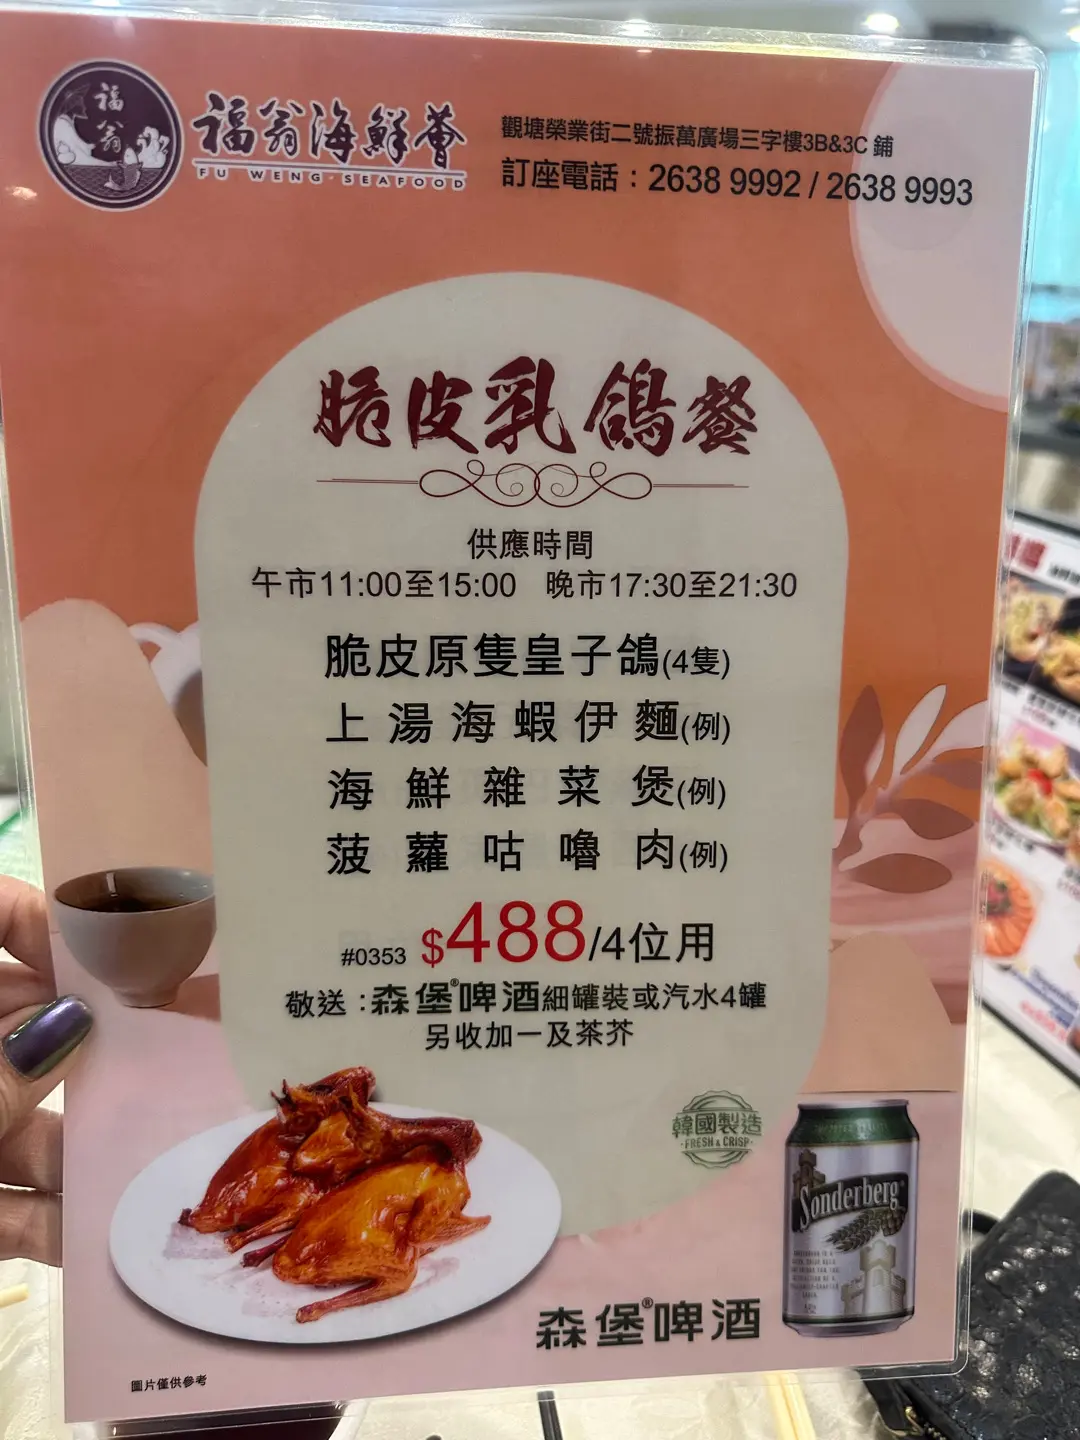 福翁
福翁海鮮薈
FU WENG SEAFOOD
觀塘榮業街二號振萬廣場三字樓3B&3C 鋪
訂座電話：2638 9992 / 2638 9993
脆皮乳鴿餐
供應時間
午市11:00至15:00 晚市17:30至21:30
脆皮原隻皇子鴿(4隻)
上湯海蝦伊麵(例)
海鮮雜菜煲(例)
菠蘿咕嚕肉(例)
#0353 $488/4位用
敬送：森堡®啤酒細罐裝或汽水4罐
另收加一及茶芥
韓國製造
FRESH & CRISP
Sonderberg
森堡®啤酒
圖片僅供參考